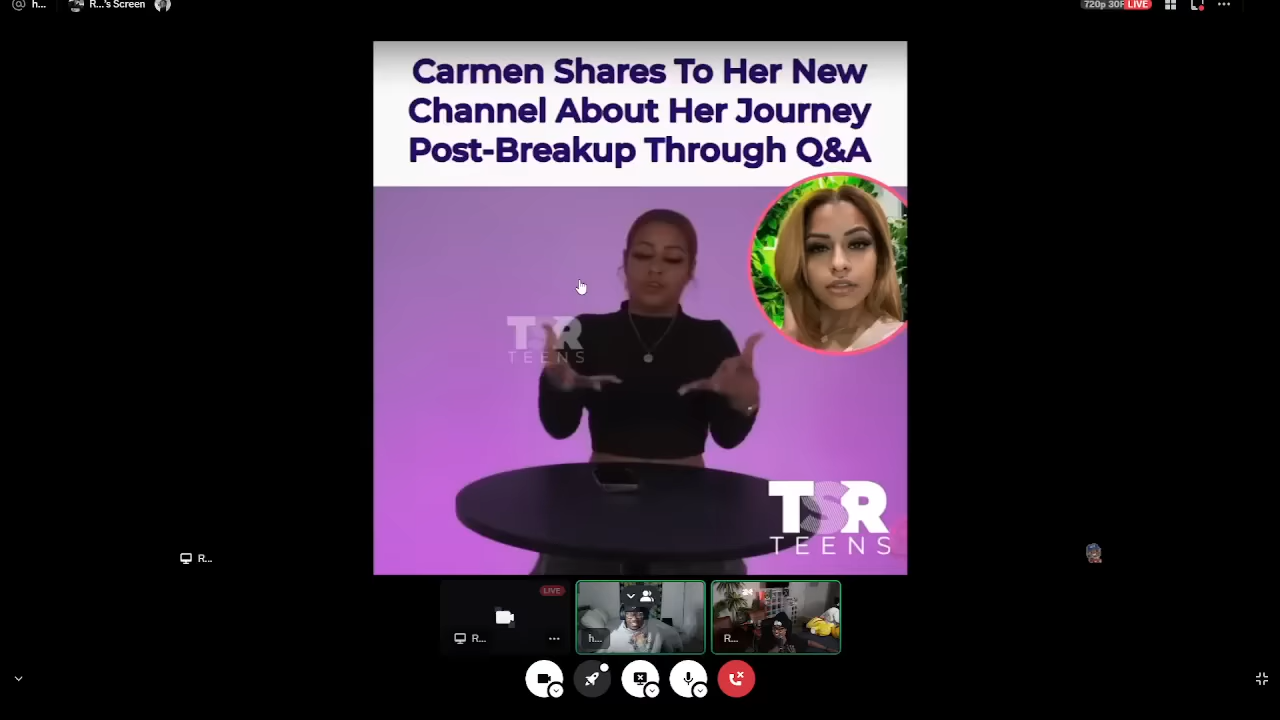 h...
R...'s Screen
720p 30F
LIVE
Carmen Shares To Her New
Channel About Her Journey
Post-Breakup Through Q&A
TSR
TEENS
TSR
TEENS
R...
LIVE
R...
h...
R...